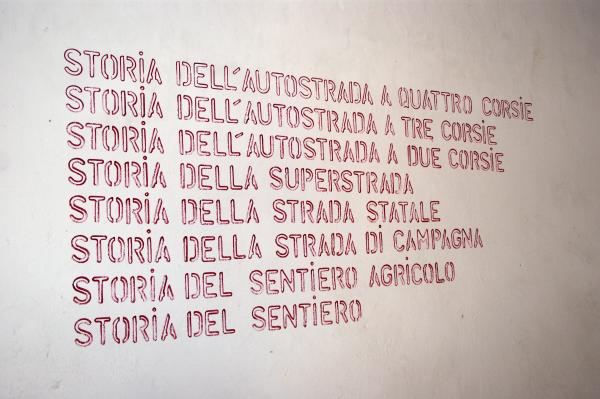 STORIA DELL'AUTOSTRADA A QUATTRO CORSIE
STORIA DELL'AUTOSTRADA A TRE CORSIE
STORIA DELL'AUTOSTRADA A DUE CORSIE
STORIA DELLA SUPERSTRADA
STORIA DELLA STRADA STATALE
STORIA DELLA STRADA DI CAMPAGNA
STORIA DEL SENTIERO AGRICOLO
STORIA DEL SENTIERO